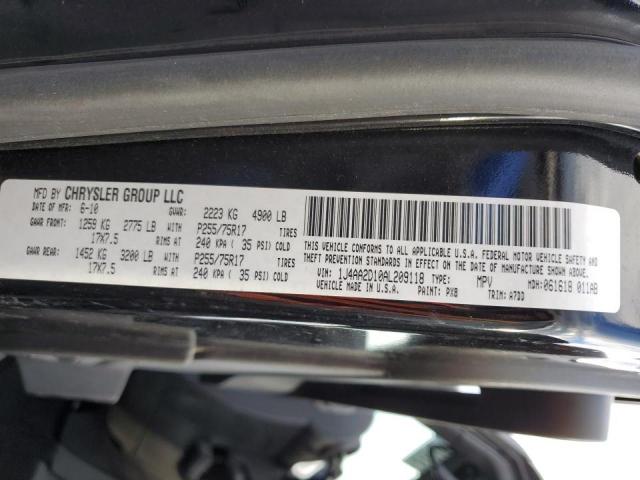 MFD BY CHRYSLER GROUP LLC
DATE OF MFR: 6-10 GVWR: 2223 KG 4900 LB
GAWR FRONT: 1259 KG 2775 LB WITH P255/75R17 TIRES
17X7.5 RIMS AT 240 KPA( 35 PSI)COLD
GAWR REAR: 1452 KG 3200 LB WITH P255/75R17 TIRES
17X7.5 RIMS AT 240 KPA( 35 PSI) COLD
THIS VEHICLE CONFORMS TO ALL APPLICABLE U.S.A. FEDERAL MOTOR VEHICLE SAFETY AND
THEFT PREVENTION STANDARDS IN EFFECT ON THE DATE OF MANUFACTURE SHOWN ABOVE.
VIN: 1J4AA2D10AL209118 TYPE: MPV MDH:061618 011AB
VEHICLE MADE IN U.S.A. PAINT: PX8 TRIM: A7DD